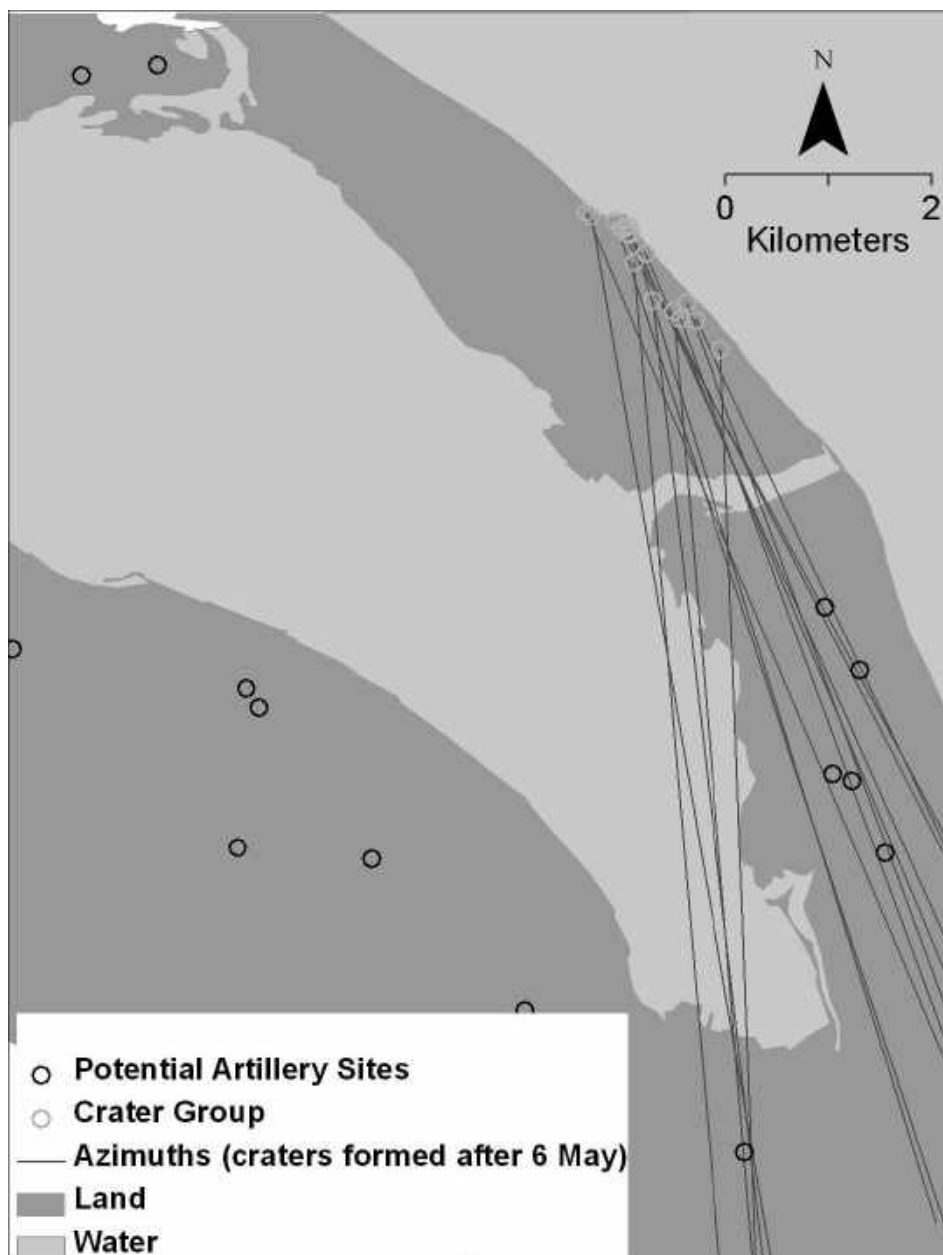 N
0 2
Kilometers
Potential Artillery Sites
Crater Group
Azimuths (craters formed after 6 May)
Land
Water